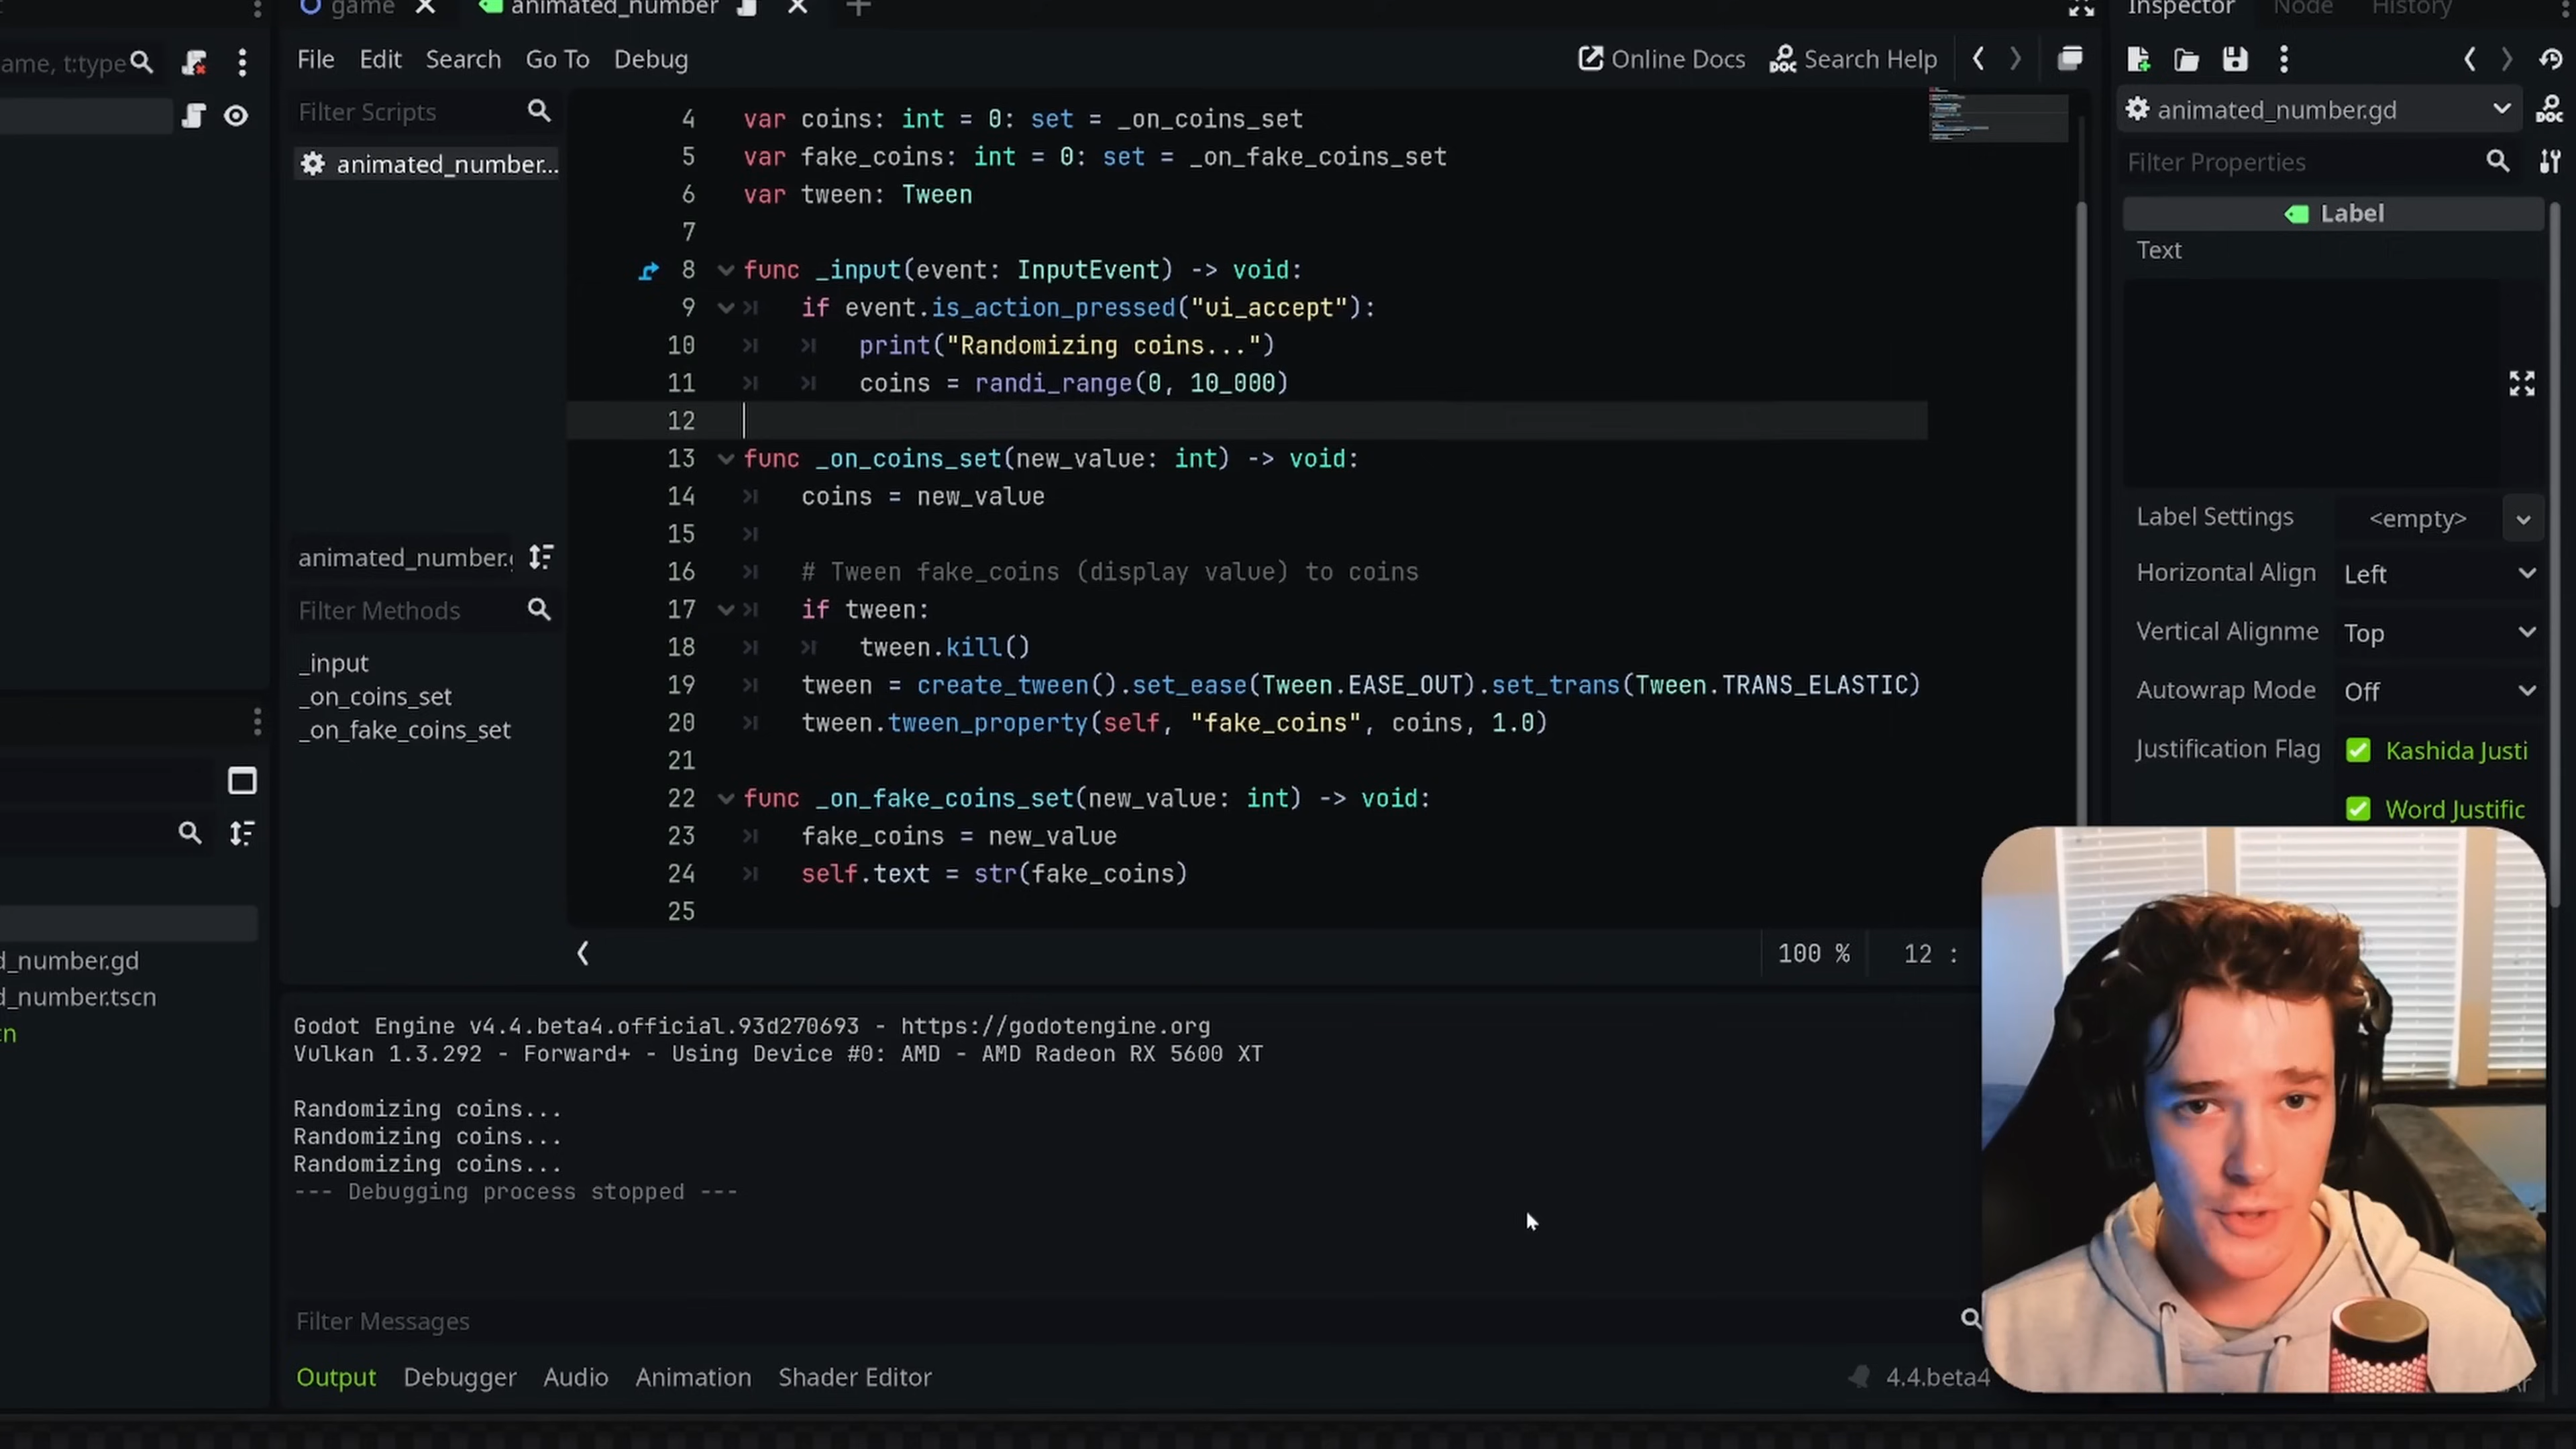 game
animated_number
Inspector
Node
History
ame, t:type
File
Edit
Search
Go To
Debug
Online Docs
Search Help
Filter Scripts
animated_number...
animated_number.
Filter Methods
_input
_on_coins_set
_on_fake_coins_set
4 var coins: int = 0: set = _on_coins_set
5 var fake_coins: int = 0: set = _on_fake_coins_set
6 var tween: Tween
7
8 func _input(event: InputEvent) -> void:
9 if event.is_action_pressed("ui_accept"):
10 print("Randomizing coins...")
11 coins = randi_range(0, 10_000)
12
13 func _on_coins_set(new_value: int) -> void:
14 coins = new_value
15
16 # Tween fake_coins (display value) to coins
17 if tween:
18 tween.kill()
19 tween = create_tween().set_ease(Tween.EASE_OUT).set_trans(Tween.TRANS_ELASTIC)
20 tween.tween_property(self, "fake_coins", coins, 1.0)
21
22 func _on_fake_coins_set(new_value: int) -> void:
23 fake_coins = new_value
24 self.text = str(fake_coins)
25
100 %
12 :
animated_number.gd
DOC
Filter Properties
Label
Text
Label Settings
<empty>
Horizontal Align
Left
Vertical Alignme
Top
Autowrap Mode
Off
Justification Flag
Kashida Justi
Word Justific
d_number.gd
d_number.tscn
cn
Godot Engine v4.4.beta4.official.93d270693 - https://godotengine.org
Vulkan 1.3.292 - Forward+ - Using Device #0: AMD - AMD Radeon RX 5600 XT
Randomizing coins...
Randomizing coins...
Randomizing coins...
--- Debugging process stopped ---
Filter Messages
Output
Debugger
Audio
Animation
Shader Editor
4.4.beta4